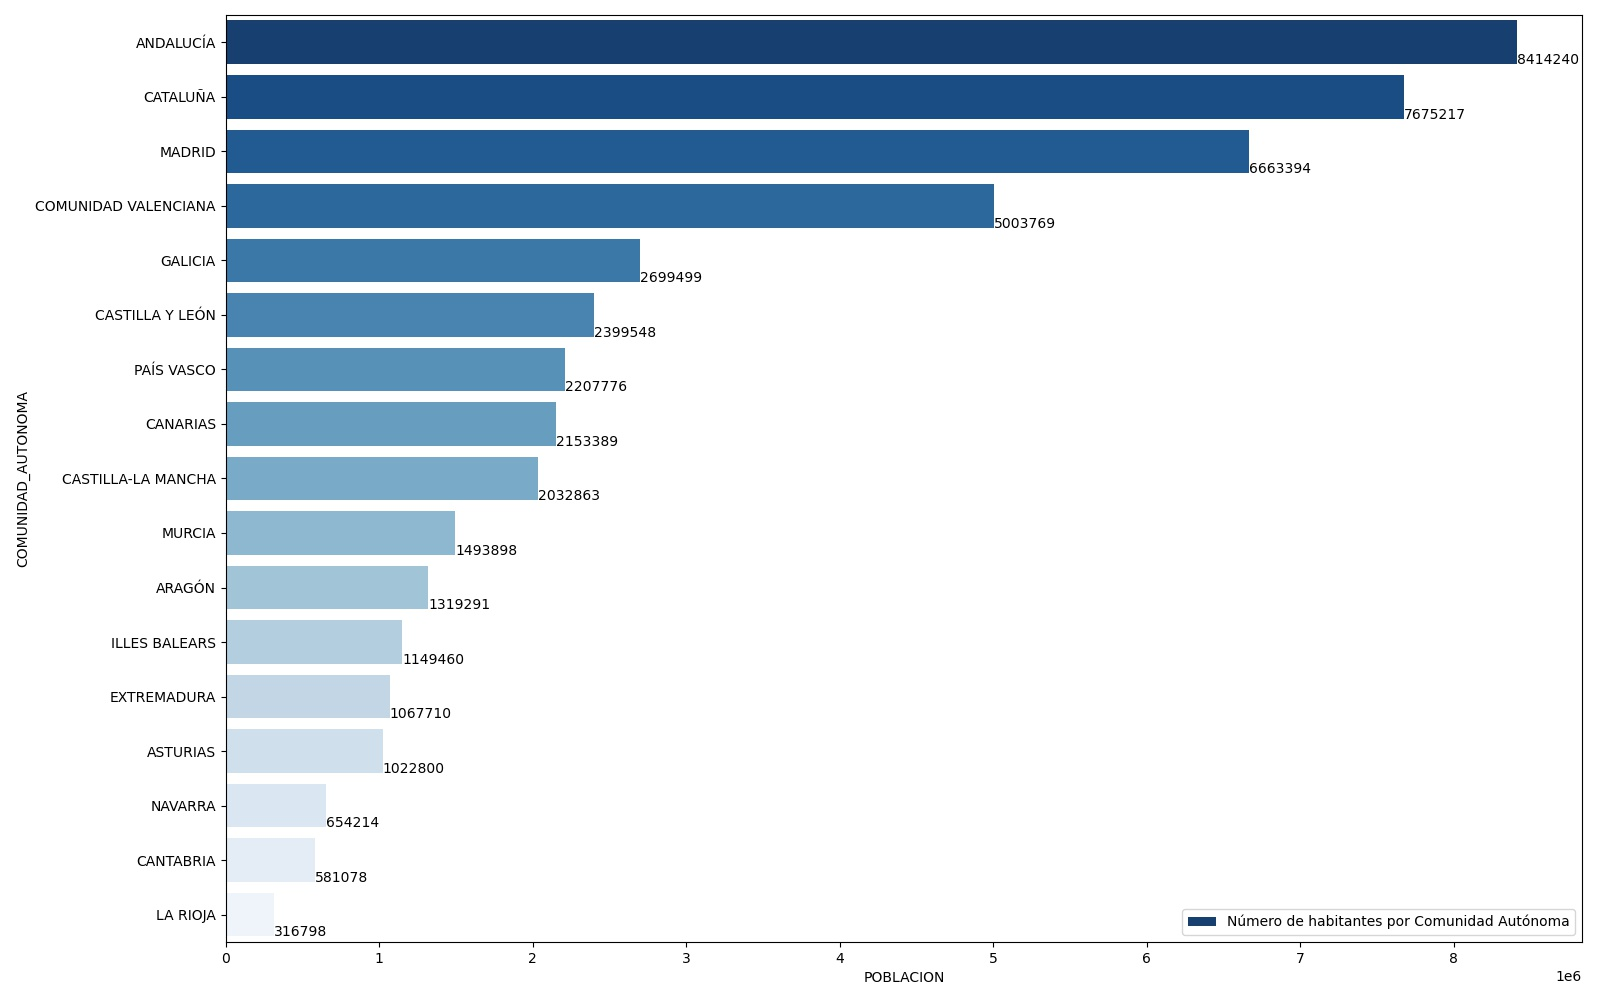 ANDALUCÍA
8414240
CATALUÑA
7675217
MADRID
6663394
COMUNIDAD VALENCIANA
5003769
GALICIA
2699499
CASTILLA Y LEÓN
2399548
PAÍS VASCO
2207776
CANARIAS
2153389
CASTILLA-LA MANCHA
2032863
MURCIA
1493898
ARAGÓN
1319291
ILLES BALEARS
1149460
EXTREMADURA
1067710
ASTURIAS
1022800
NAVARRA
654214
CANTABRIA
581078
LA RIOJA
316798
COMUNIDAD_AUTONOMA
Número de habitantes por Comunidad Autónoma
0 1 2 3 4 5 6 7 8
POBLACION
1e6